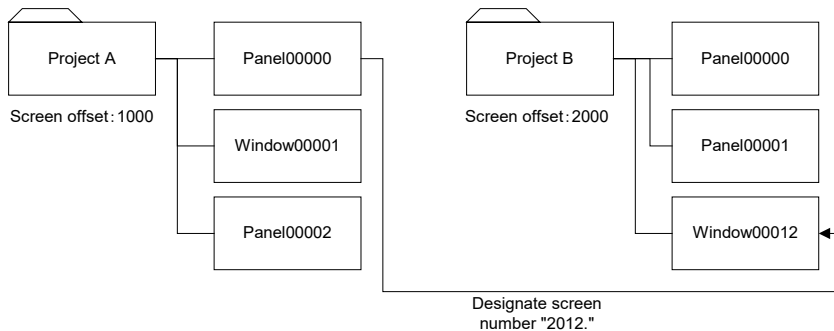 Project A
Panel00000
Project B
Panel00000
Screen offset：1000
Screen offset：2000
Window00001
Panel00001
Panel00002
Window00012
Designate screen
number "2012."